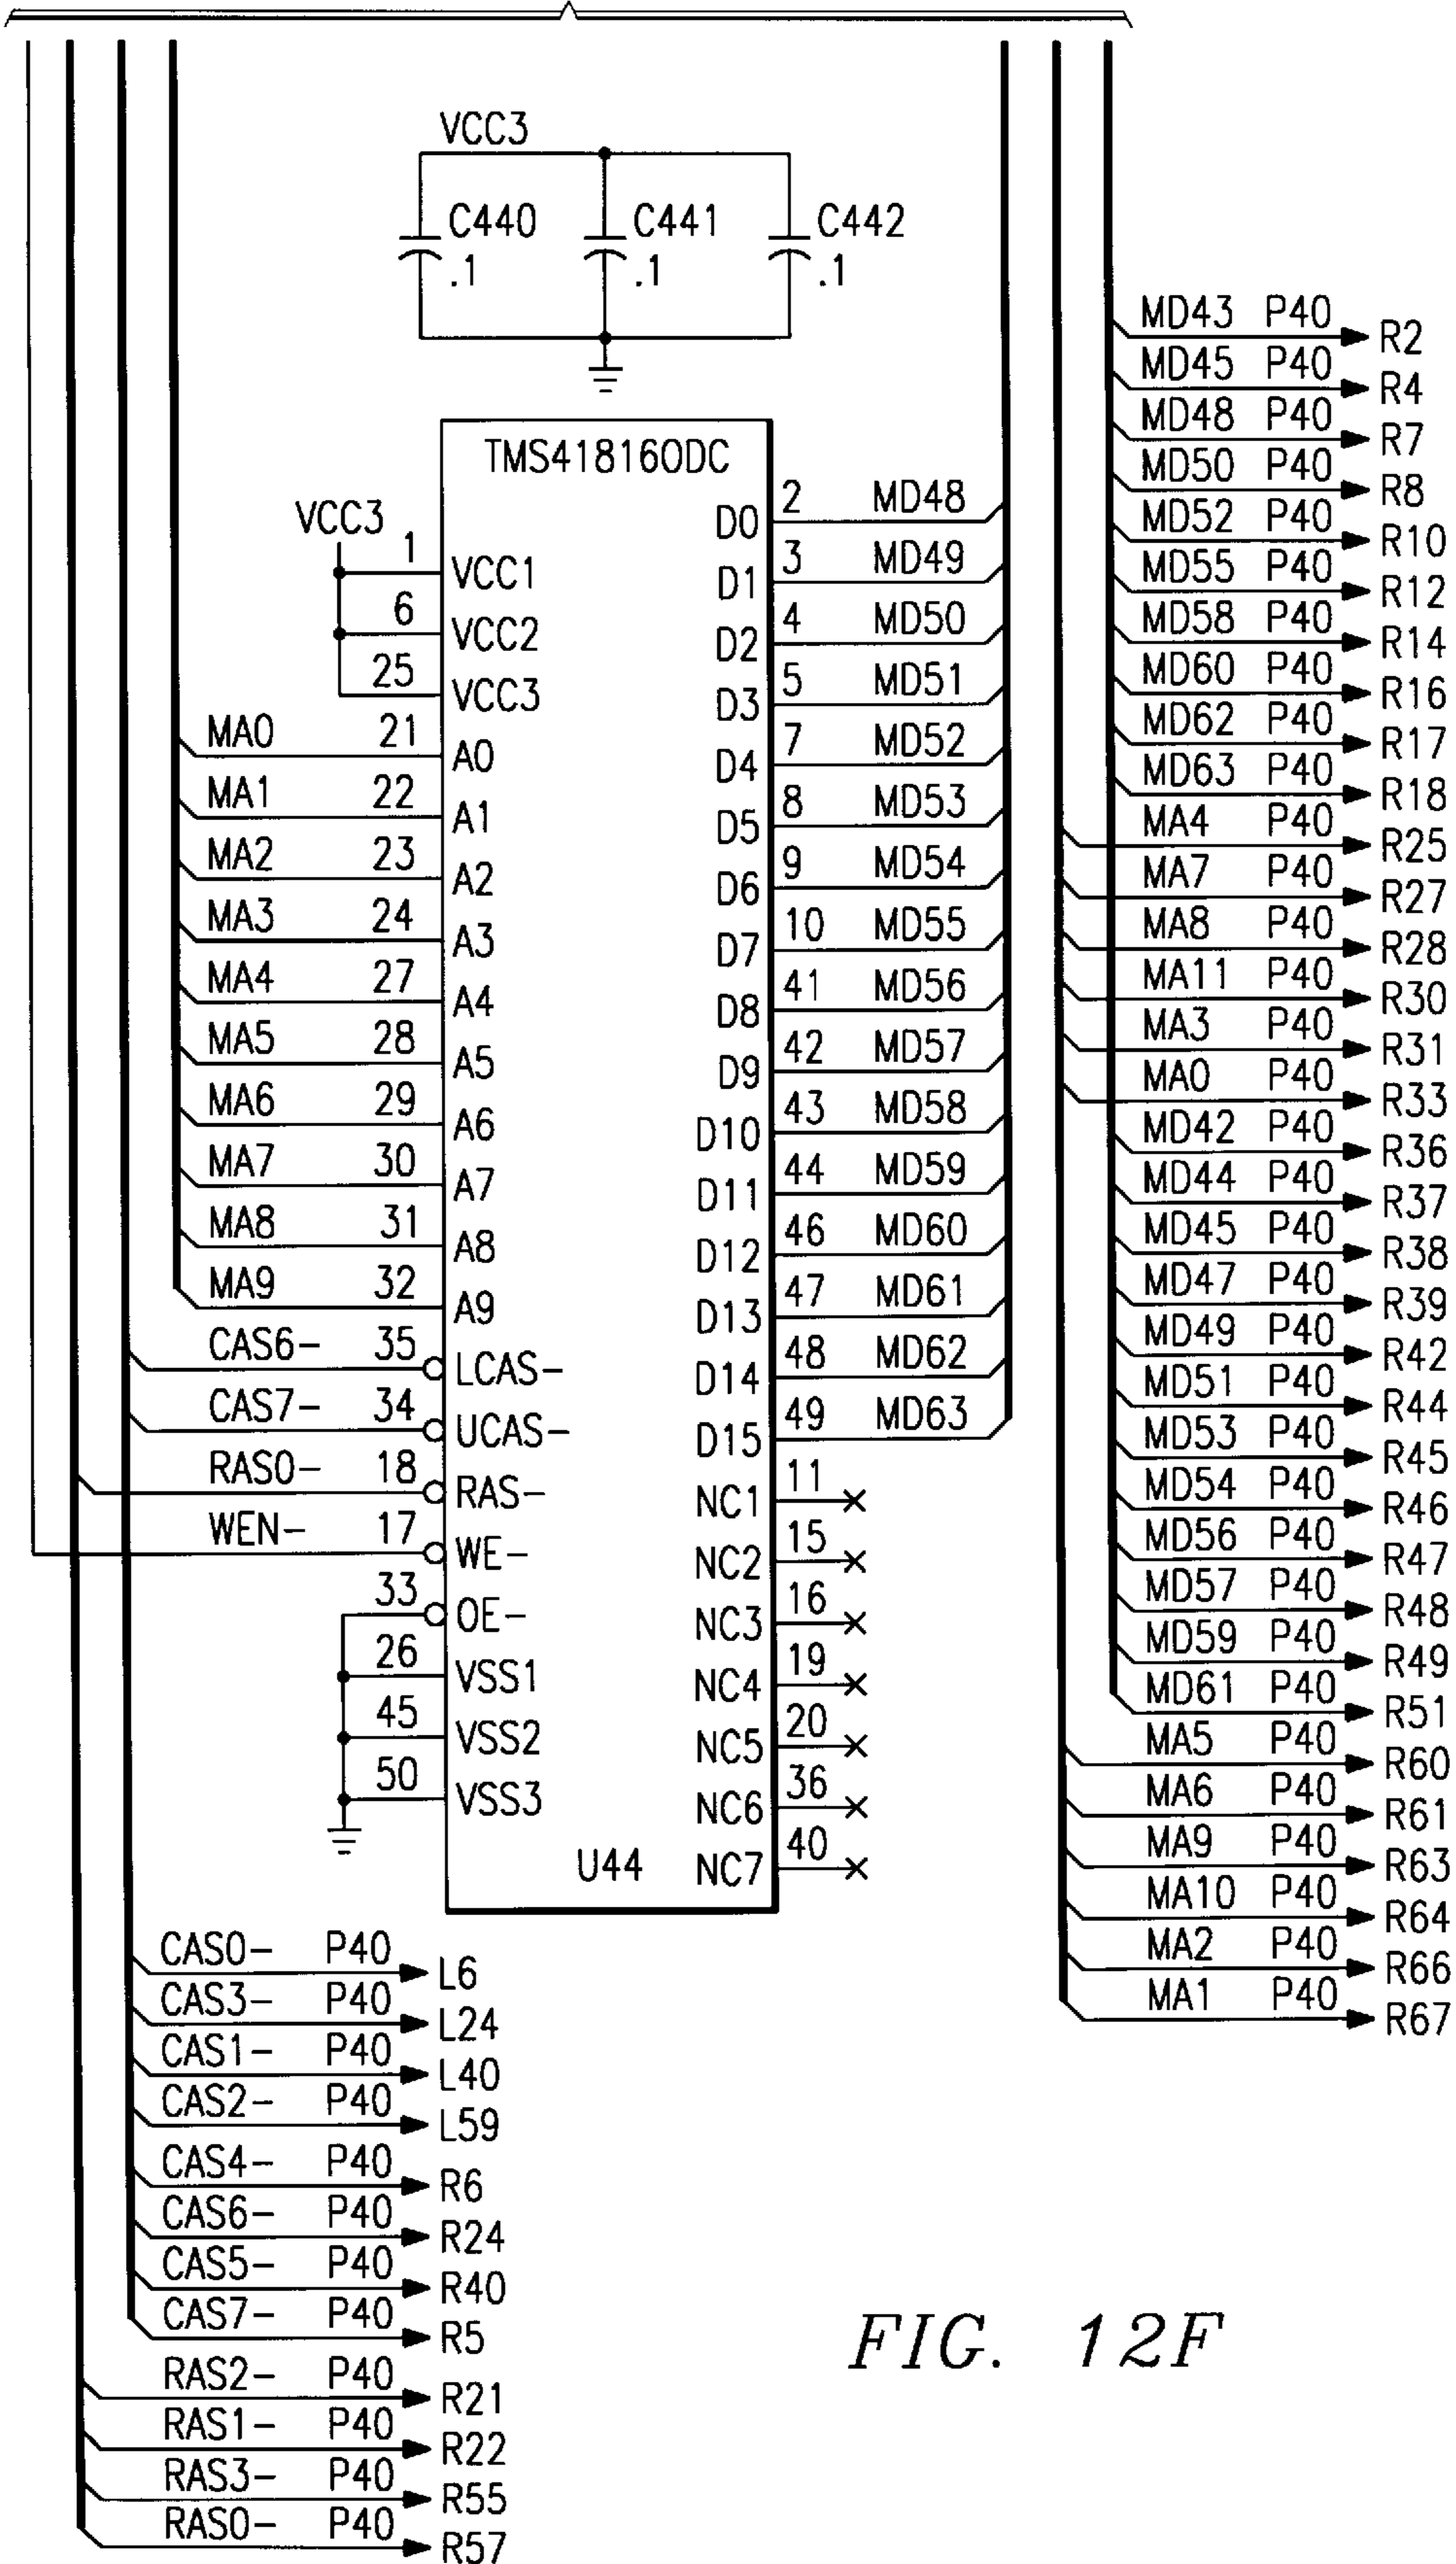 VCC3
C440 C441 C442
.1 .1 .1
TMS418160DC
VCC3
1 VCC1
6 VCC2
25 VCC3
MA0 21 A0
MA1 22 A1
MA2 23 A2
MA3 24 A3
MA4 27 A4
MA5 28 A5
MA6 29 A6
MA7 30 A7
MA8 31 A8
MA9 32 A9
CAS6- 35 LCAS-
CAS7- 34 UCAS-
RAS0- 18 RAS-
WEN- 17 WE-
33 OE-
26 VSS1
45 VSS2
50 VSS3
D0 2 MD48
D1 3 MD49
D2 4 MD50
D3 5 MD51
D4 7 MD52
D5 8 MD53
D6 9 MD54
D7 10 MD55
D8 41 MD56
D9 42 MD57
D10 43 MD58
D11 44 MD59
D12 46 MD60
D13 47 MD61
D14 48 MD62
D15 49 MD63
NC1 11
NC2 15
NC3 16
NC4 19
NC5 20
NC6 36
NC7 40
U44
CAS0- P40 L6
CAS3- P40 L24
CAS1- P40 L40
CAS2- P40 L59
CAS4- P40 R6
CAS6- P40 R24
CAS5- P40 R40
CAS7- P40 R5
RAS2- P40 R21
RAS1- P40 R22
RAS3- P40 R55
RAS0- P40 R57
MD43 P40 R2
MD45 P40 R4
MD48 P40 R7
MD50 P40 R8
MD52 P40 R10
MD55 P40 R12
MD58 P40 R14
MD60 P40 R16
MD62 P40 R17
MD63 P40 R18
MA4 P40 R25
MA7 P40 R27
MA8 P40 R28
MA11 P40 R30
MA3 P40 R31
MA0 P40 R33
MD42 P40 R36
MD44 P40 R37
MD45 P40 R38
MD47 P40 R39
MD49 P40 R42
MD51 P40 R44
MD53 P40 R45
MD54 P40 R46
MD56 P40 R47
MD57 P40 R48
MD59 P40 R49
MD61 P40 R51
MA5 P40 R60
MA6 P40 R61
MA9 P40 R63
MA10 P40 R64
MA2 P40 R66
MA1 P40 R67
FIG. 12F